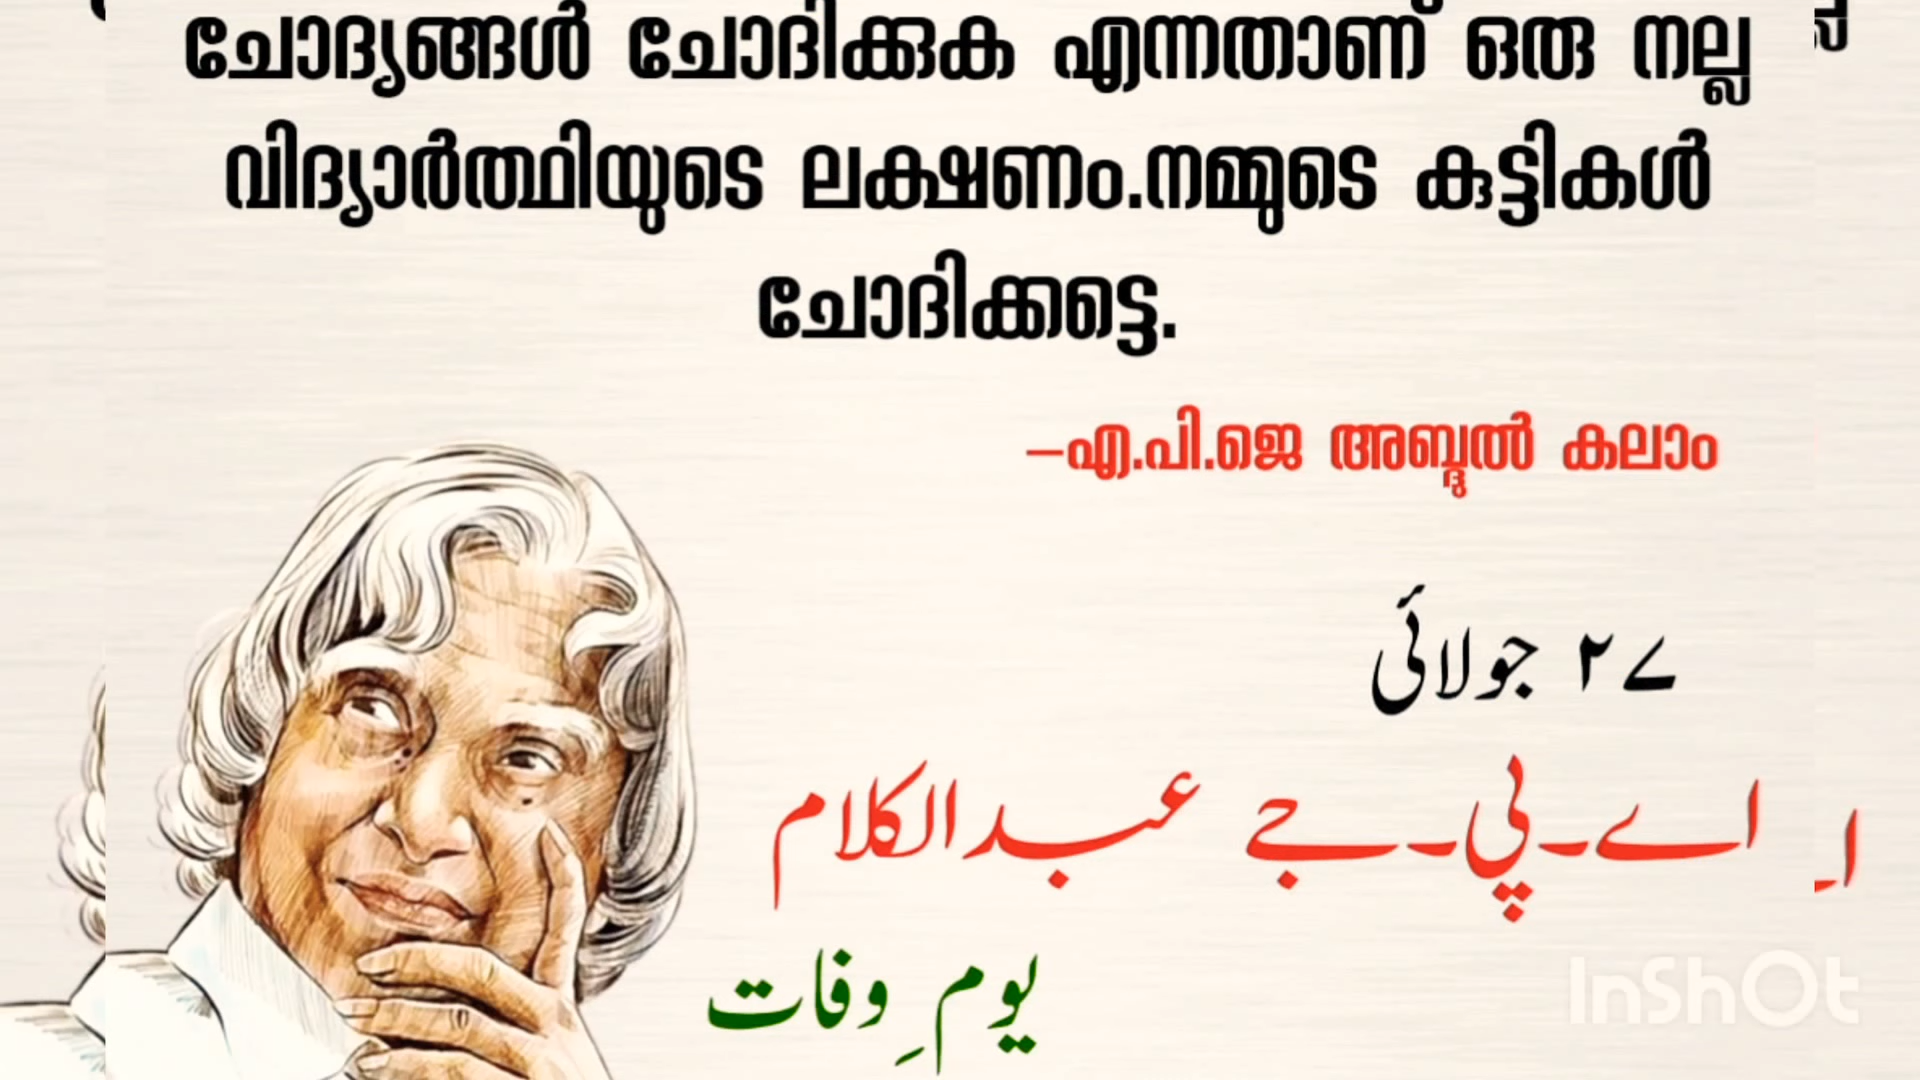 ചോദ്യങ്ങൾ ചോദിക്കുക എന്നതാണ് ഒരു നല്ല
വിദ്യാർത്ഥിയുടെ ലക്ഷണം.നമ്മുടെ കുട്ടികൾ
ചോദിക്കട്ടെ.
–എ.പി.ജെ അബ്ദുൽ കലാം
۲۷ جولائی
اے۔پی۔جے عبدالکلام
یومِ وفات
InShOt